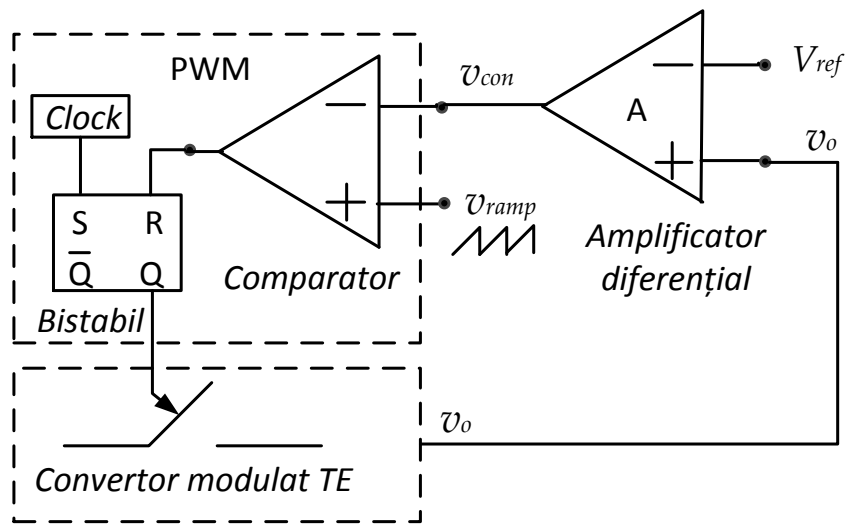 PWM
Clock
S R
Q̅ Q
Bistabil
−
+
Comparator
v_con
v_ramp
A
−
+
V_ref
v_o
Amplificator
diferențial
v_o
Convertor modulat TE